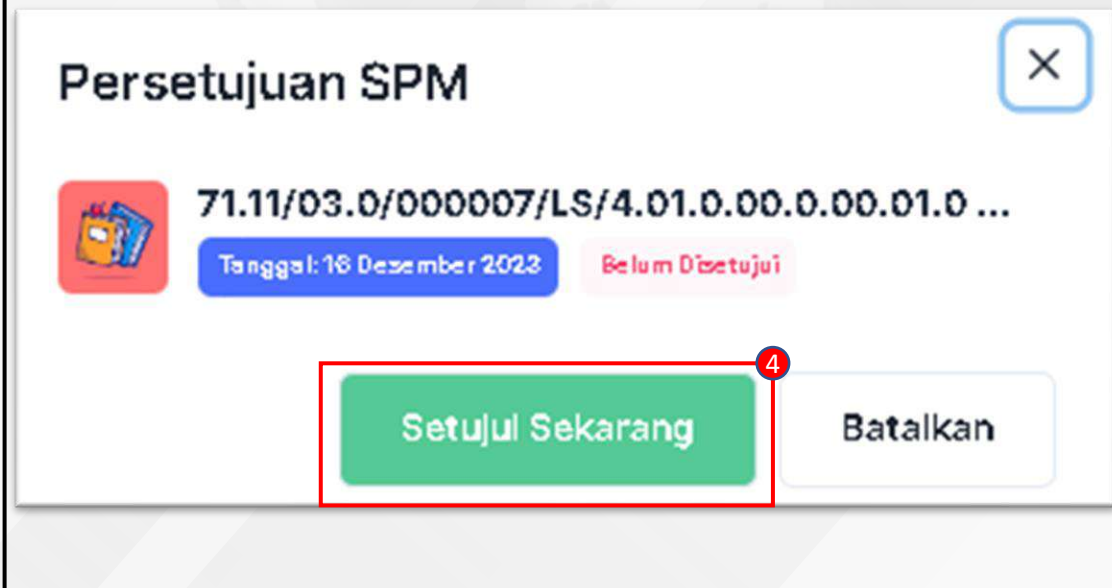 Persetujuan SPM
71.11/03.0/000007/LS/4.01.0.00.0.00.01.0 ...
Tanggal: 16 Desember 2023 Belum Disetujui
4
Setujui Sekarang Batalkan